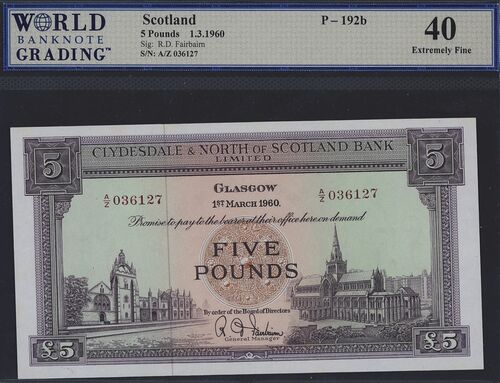 WORLD
BANKNOTE
GRADING™
Scotland
5 Pounds 1.3.1960
Sig: R.D. Fairbairn
S/N: A/Z 036127
P – 192b
40
Extremely Fine
5
5
CLYDESDALE & NORTH OF SCOTLAND BANK
LIMITED
GLASGOW
1ST MARCH 1960.
A/Z 036127
A/Z 036127
Promise to pay to the bearer at their office here on demand
FIVE
POUNDS
By order of the Board of Directors
R D Fairbairn
General Manager
£5
£5